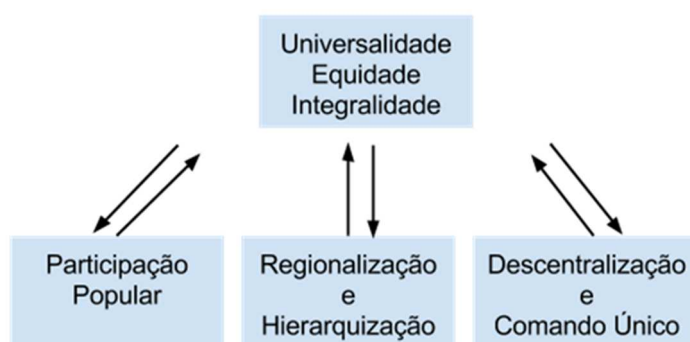 Universalidade
Equidade
Integralidade
Participação
Popular
Regionalização
e
Hierarquização
Descentralização
e
Comando Único